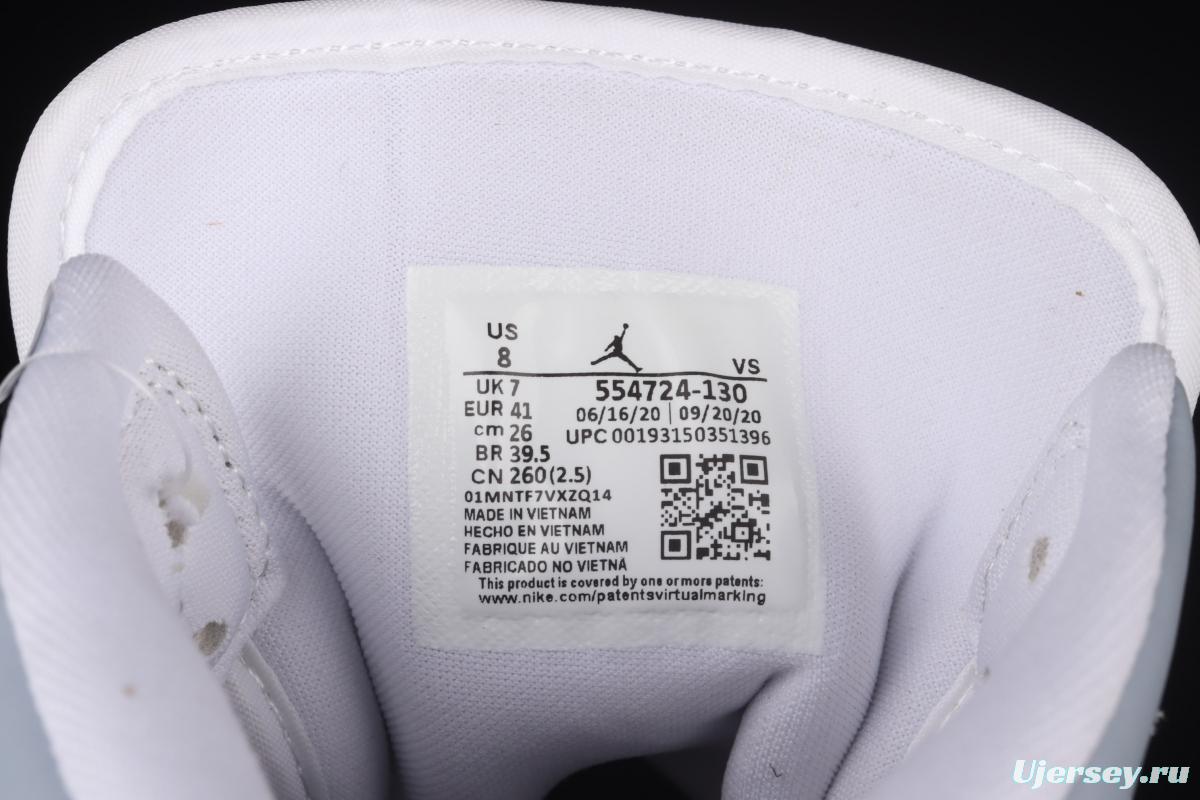 US
8
VS
UK 7
554724-130
EUR 41
06/16/20 | 09/20/20
cm 26
UPC 00193150351396
BR 39.5
CN 260(2.5)
01MNTF7VXZQ14
MADE IN VIETNAM
HECHO EN VIETNAM
FABRIQUE AU VIETNAM
FABRICADO NO VIETNÃ
This product is covered by one or more patents:
www.nike.com/patentsvirtualmarking
Ujersey.ru